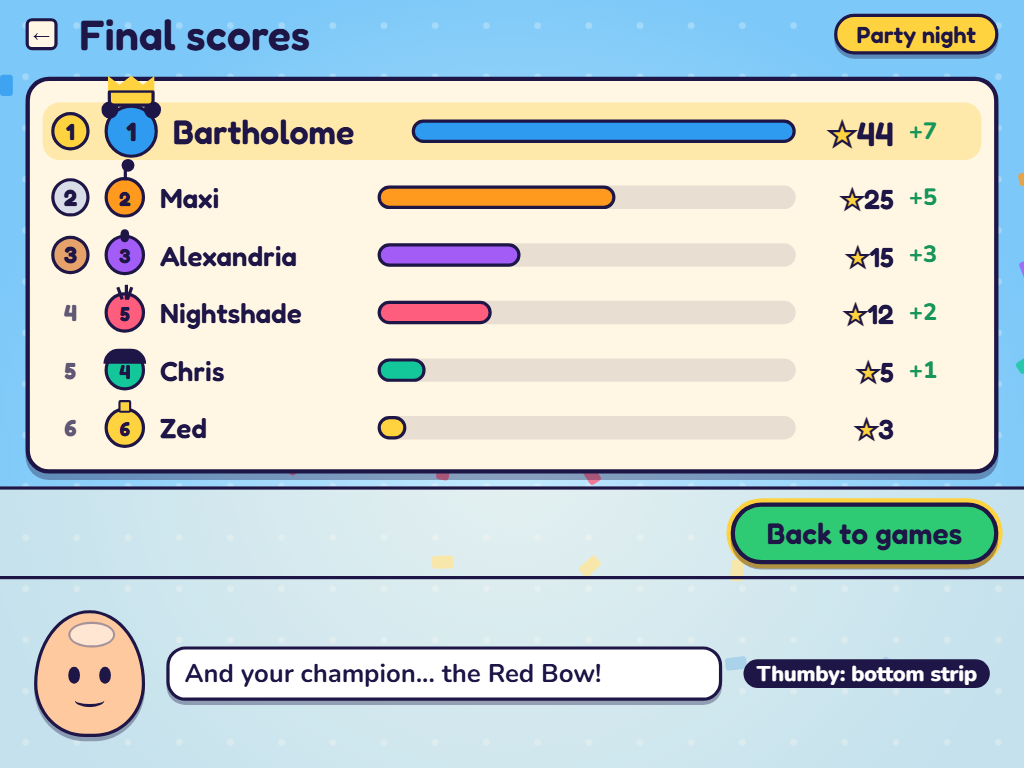 ← Final scores
Party night
1 1 Bartholome ☆44 +7
2 2 Maxi ☆25 +5
3 3 Alexandria ☆15 +3
4 5 Nightshade ☆12 +2
5 4 Chris ☆5 +1
6 6 Zed ☆3
Back to games
And your champion... the Red Bow!
Thumby: bottom strip